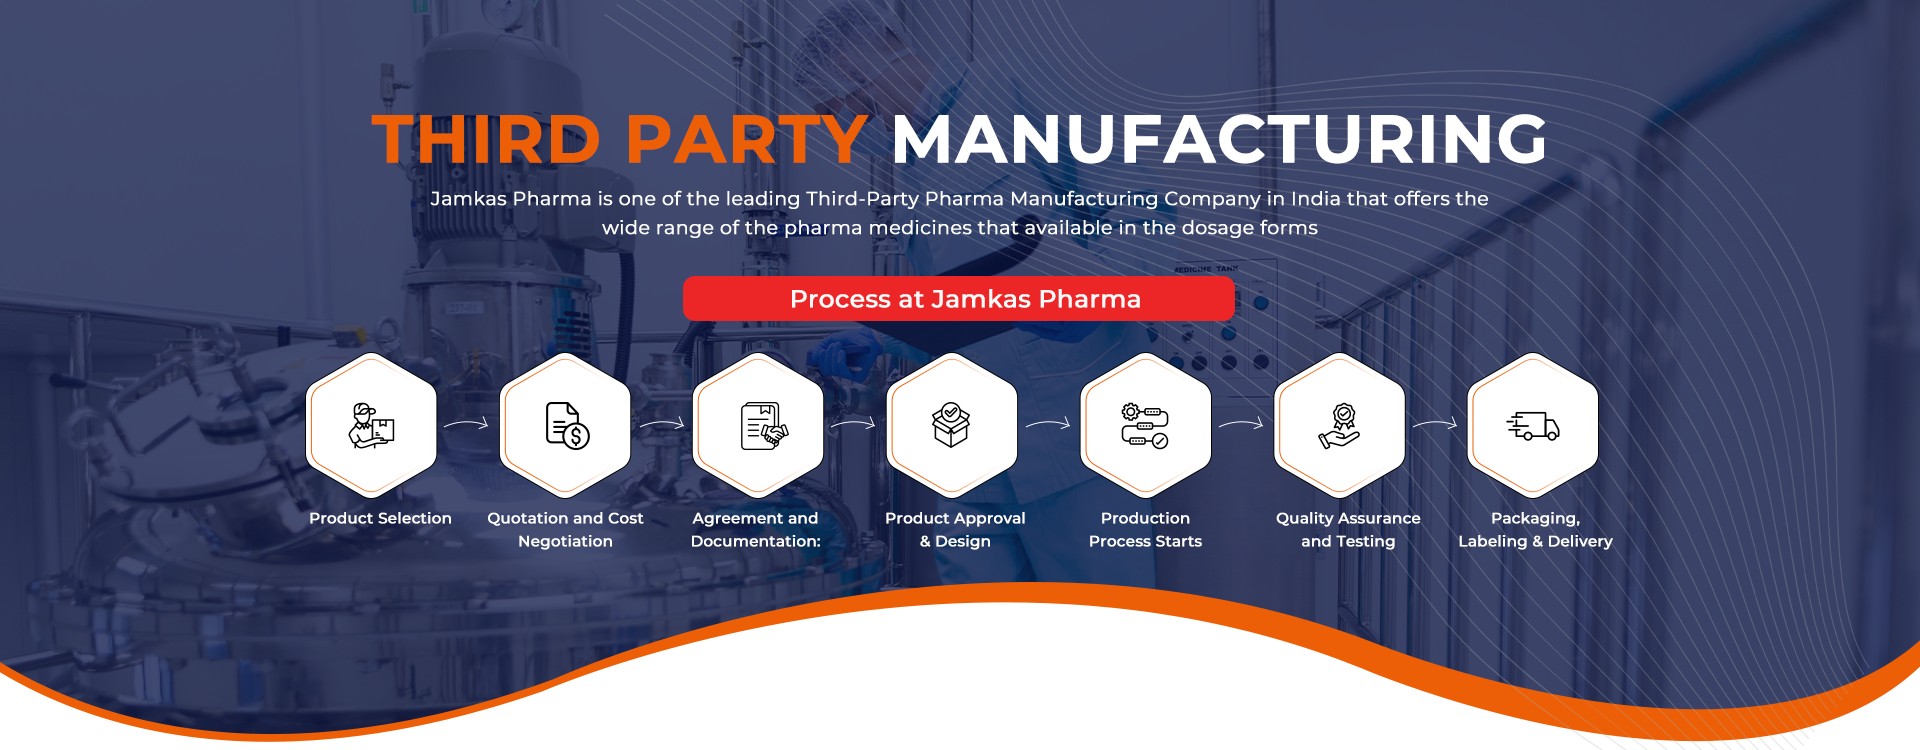 THIRD PARTY MANUFACTURING
Jamkas Pharma is one of the leading Third-Party Pharma Manufacturing Company in India that offers the
wide range of the pharma medicines that available in the dosage forms
MEDICINE TANK
Process at Jamkas Pharma
Product Selection
Quotation and Cost
Negotiation
Agreement and
Documentation:
Product Approval
& Design
Production
Process Starts
Quality Assurance
and Testing
Packaging,
Labeling & Delivery